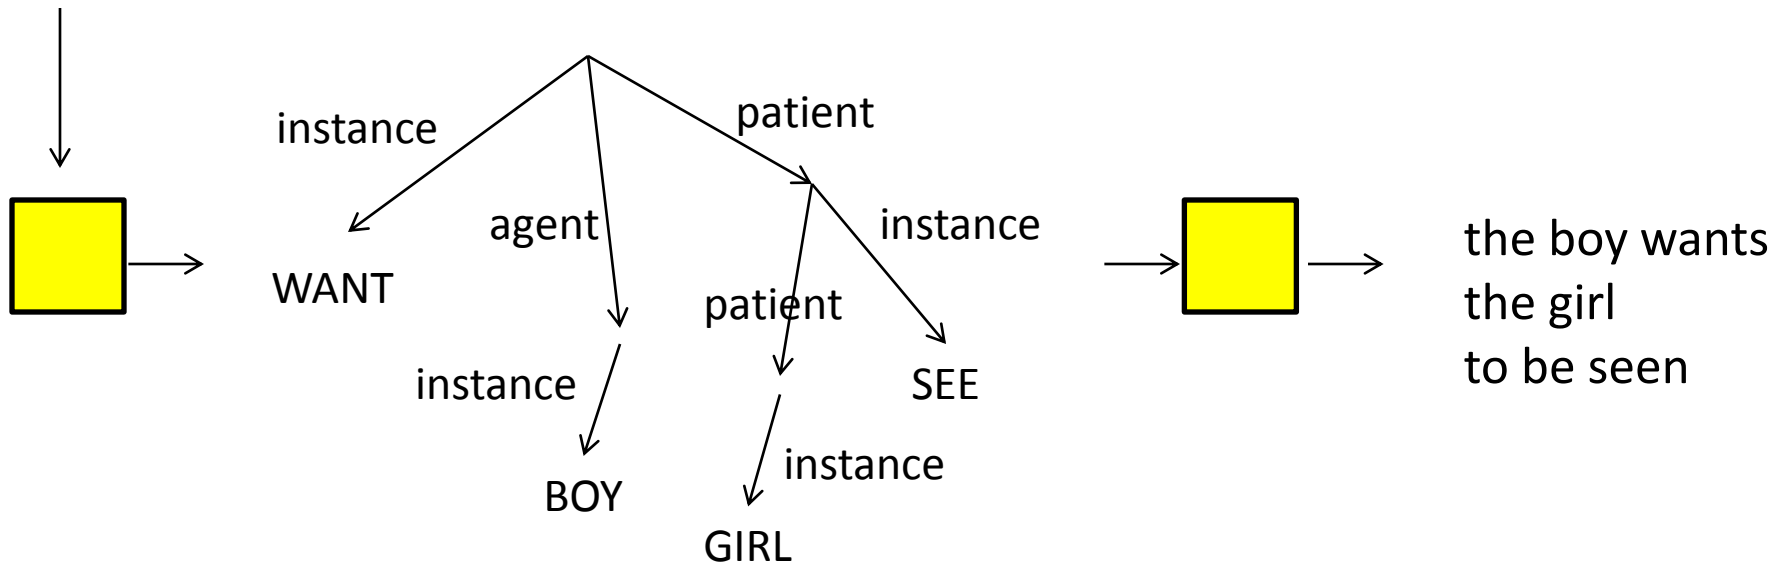 patient
instance
agent
instance
the boy wants
WANT
patient
the girl
to be seen
instance
SEE
instance
BOY
GIRL